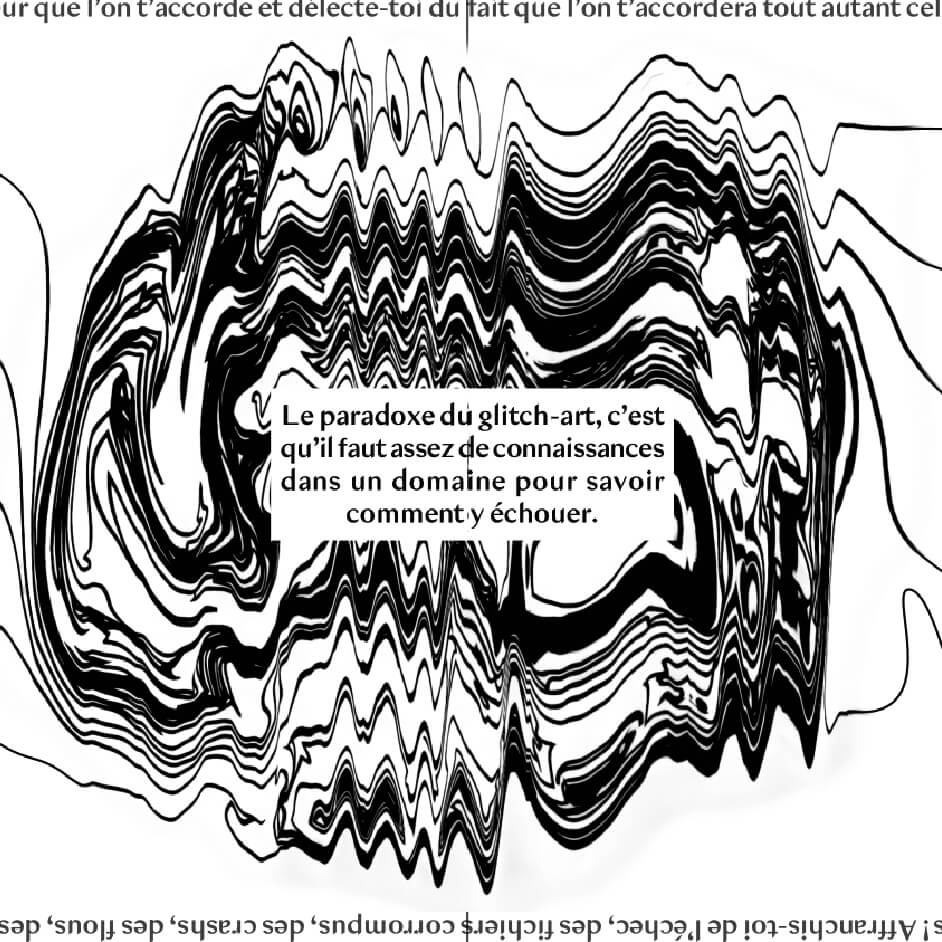 ur que l’on t’accorde et délecte-toi du fait que l’on t’accordera tout autant cel
Le paradoxe du glitch-art, c’est
qu’il faut assez de connaissances
dans un domaine pour savoir
comment y échouer.
s! Affranchis-toi de l’échec, des fichiers corrompus, des crashs, des flous, des